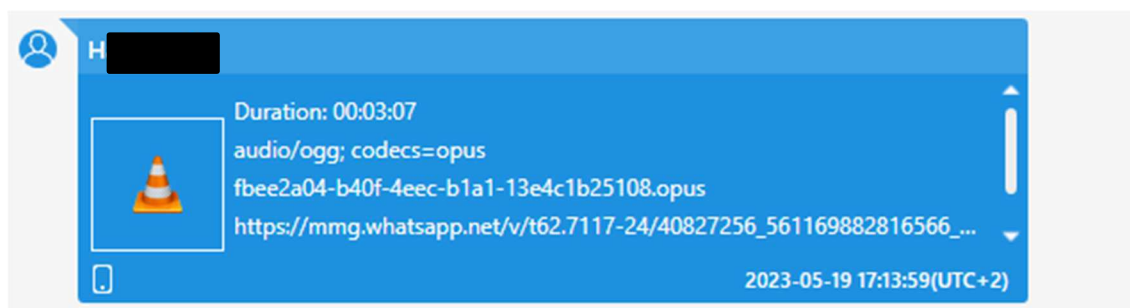 H
Duration: 00:03:07
audio/ogg; codecs=opus
fbee2a04-b40f-4eec-b1a1-13e4c1b25108.opus
https://mmg.whatsapp.net/v/t62.7117-24/40827256_561169882816566_...
2023-05-19 17:13:59(UTC+2)